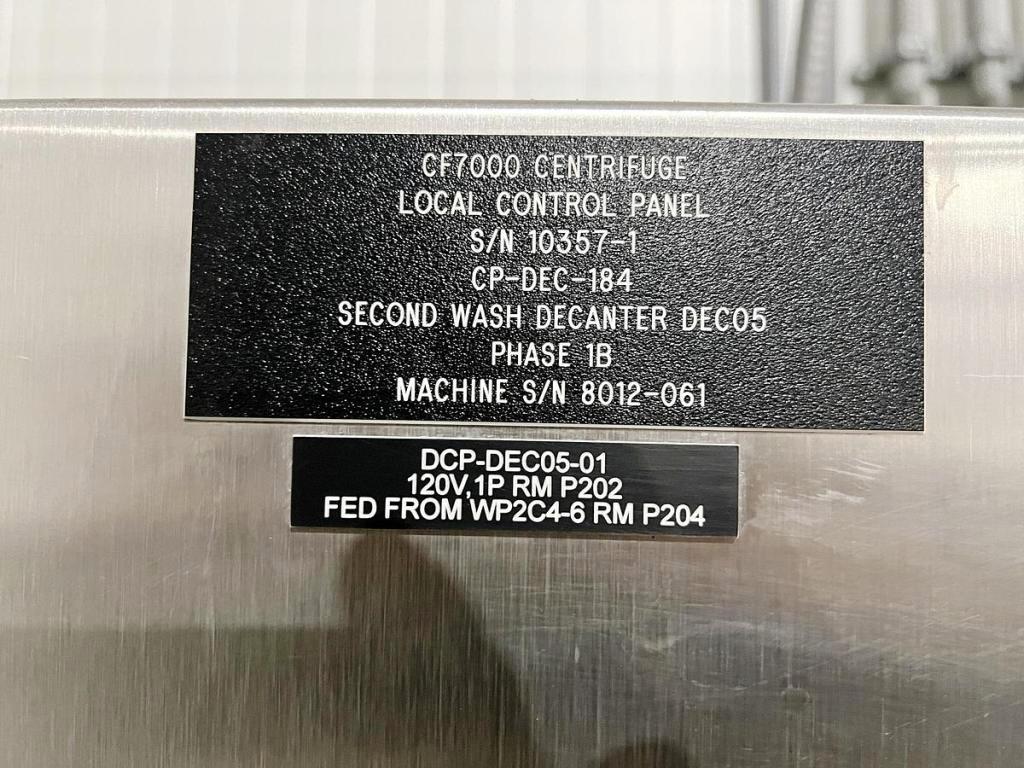 CF7000 CENTRIFUGE
LOCAL CONTROL PANEL
S/N 10357-1
CP-DEC-184
SECOND WASH DECANTER DEC05
PHASE 1B
MACHINE S/N 8012-061
DCP-DEC05-01
120V,1P RM P202
FED FROM WP2C4-6 RM P204